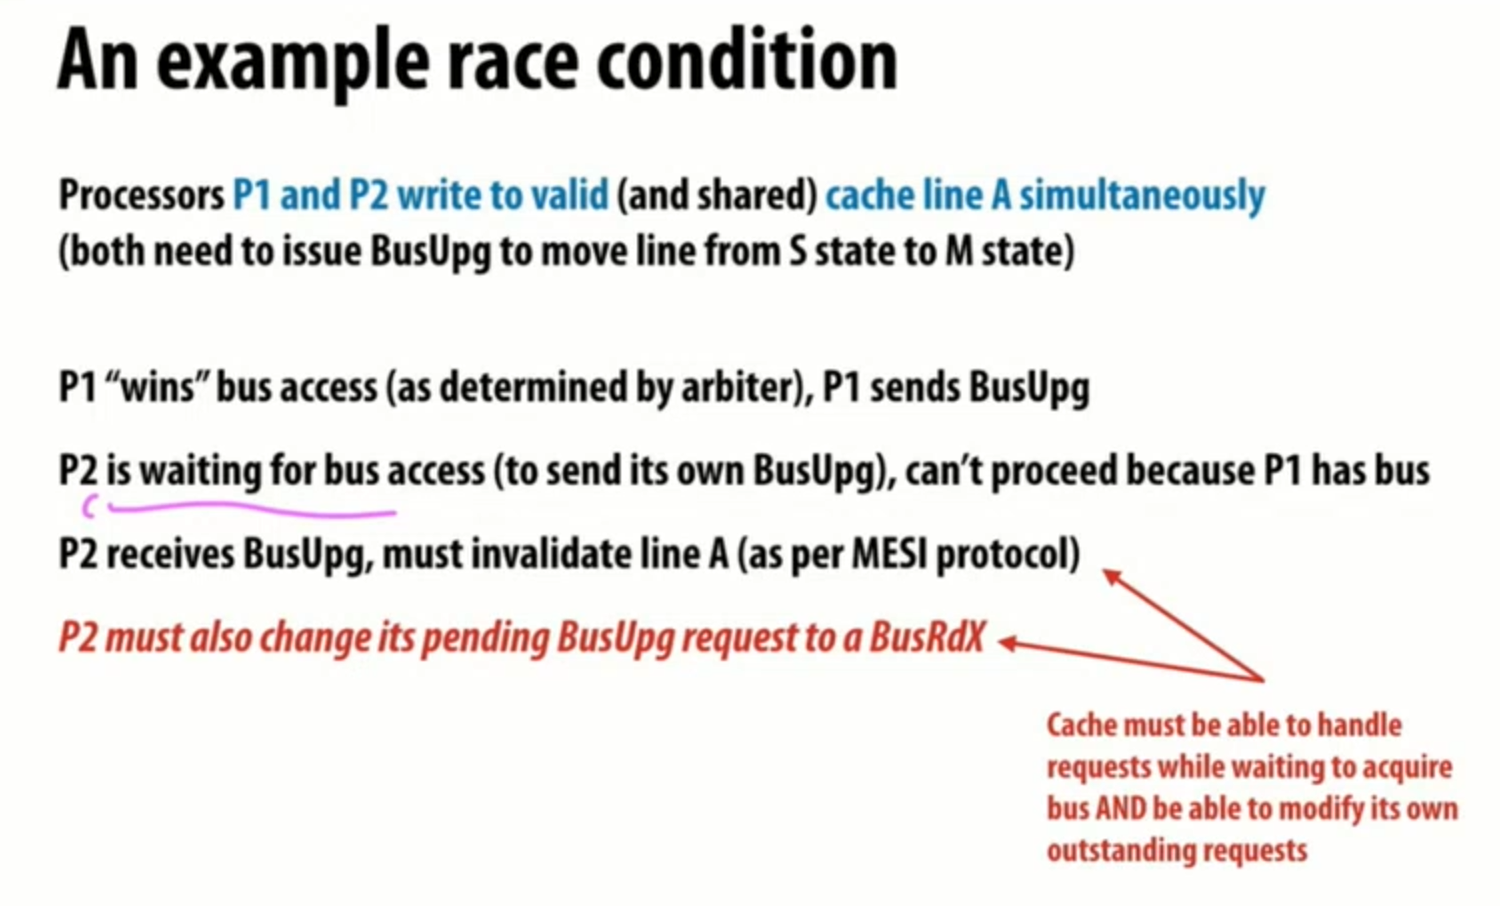 An example race condition
Processors P1 and P2 write to valid (and shared) cache line A simultaneously
(both need to issue BusUpg to move line from S state to M state)
P1 “wins” bus access (as determined by arbiter), P1 sends BusUpg
P2 is waiting for bus access (to send its own BusUpg), can’t proceed because P1 has bus
P2 receives BusUpg, must invalidate line A (as per MESI protocol)
P2 must also change its pending BusUpg request to a BusRdX
Cache must be able to handle
requests while waiting to acquire
bus AND be able to modify its own
outstanding requests